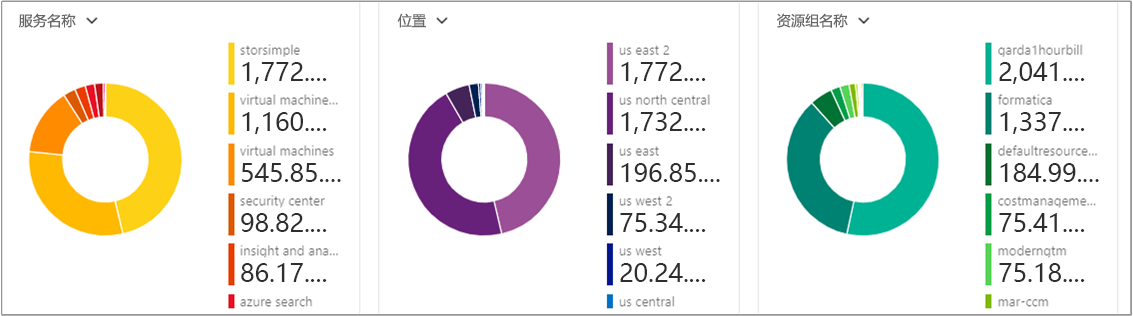 服务名称
storsimple
1,772....
virtual machine...
1,160....
virtual machines
545.85....
security center
98.82....
insight and ana...
86.17....
azure search
位置
us east 2
1,772....
us north central
1,732....
us east
196.85....
us west 2
75.34....
us west
20.24....
us central
资源组名称
qarda1hourbill
2,041....
formatica
1,337....
defaultresource...
184.99....
costmanageme...
75.41....
moderngtm
75.18....
mar-ccm